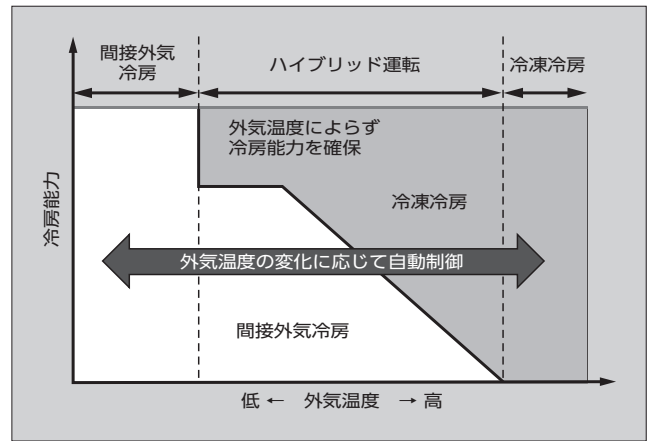 間接外気
冷房
ハイブリッド運転
冷凍冷房
外気温度によらず
冷房能力を確保
冷凍冷房
冷房能力
外気温度の変化に応じて自動制御
間接外気冷房
低 ← 外気温度 → 高